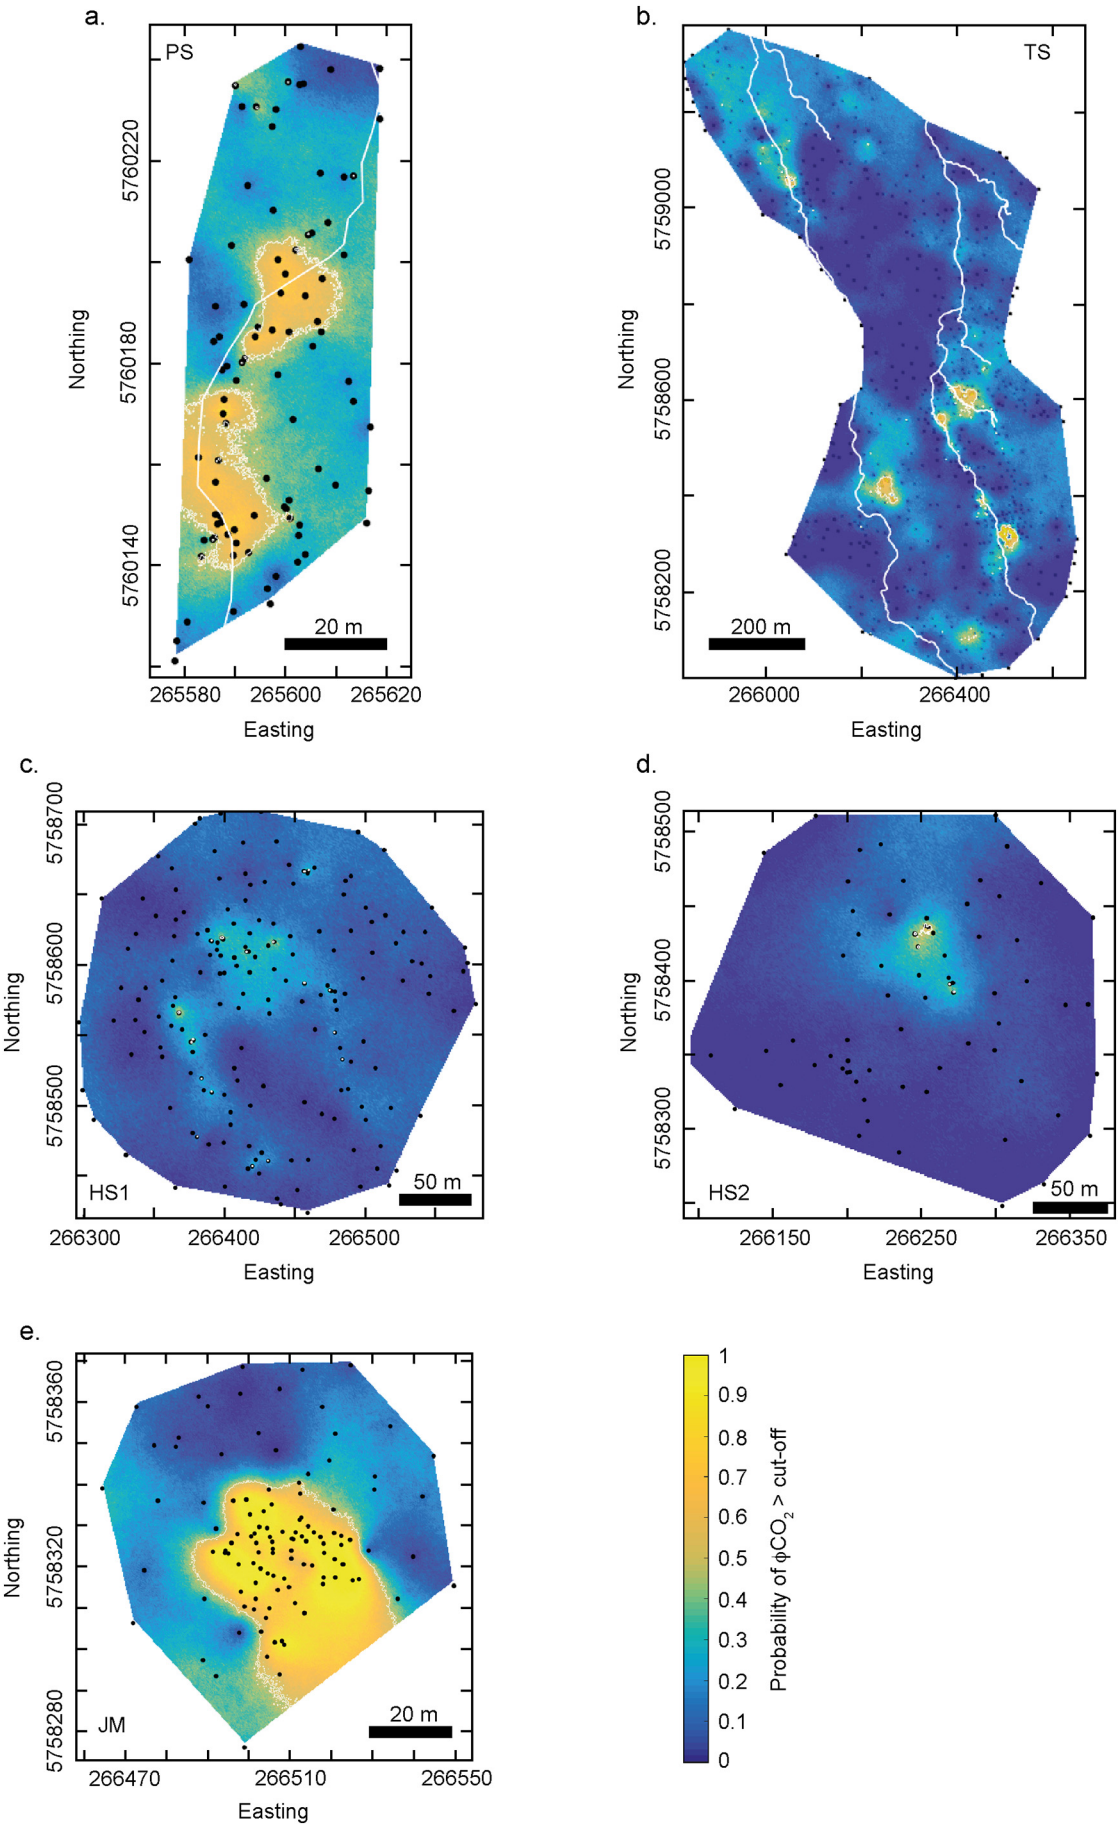 a.
PS
5760220
5760180
5760140
Northing
20 m
265580 265600 265620
Easting
b.
TS
5759000
5758600
5758200
Northing
200 m
266000 266400
Easting
c.
5758700
5758600
5758500
Northing
HS1
50 m
266300 266400 266500
Easting
d.
5758500
5758400
5758300
Northing
HS2
50 m
266150 266250 266350
Easting
e.
5758360
5758320
5758280
Northing
JM
20 m
266470 266510 266550
Easting
1
0.9
0.8
0.7
0.6
0.5
0.4
0.3
0.2
0.1
0
Probability of ϕCO₂ > cut-off